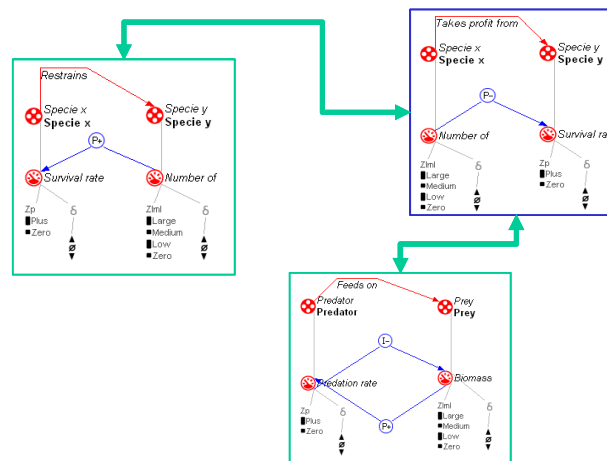 Restrains
Specie x
Specie x
Specie y
Specie y
P+
Survival rate
Number of
Zp
Plus
Zero
δ
Zlml
Large
Medium
Low
Zero
δ
Takes profit from
Specie x
Specie x
Specie y
Specie y
P-
Number of
Survival ra
Zlml
Large
Medium
Low
Zero
δ
Zp
Plus
Zero
δ
Feeds on
Predator
Predator
Prey
Prey
I-
Predation rate
Biomass
P+
Zp
Plus
Zero
δ
Zlml
Large
Medium
Low
Zero
δ